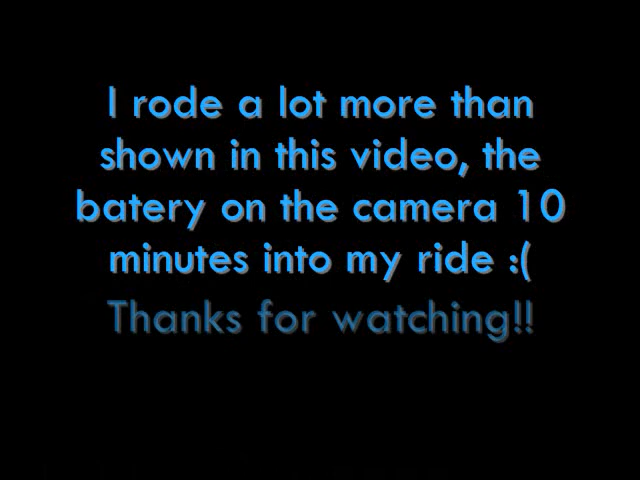 I rode a lot more than
shown in this video, the
batery on the camera 10
minutes into my ride :(
Thanks for watching!!